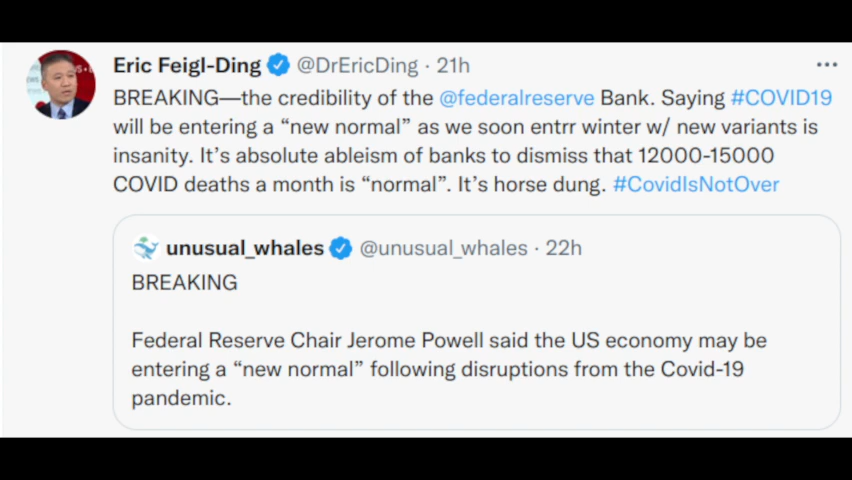 Eric Feigl-Ding @DrEricDing · 21h
BREAKING—the credibility of the @federalreserve Bank. Saying #COVID19
will be entering a “new normal” as we soon entrr winter w/ new variants is
insanity. It’s absolute ableism of banks to dismiss that 12000-15000
COVID deaths a month is “normal”. It’s horse dung. #CovidIsNotOver
unusual_whales @unusual_whales · 22h
BREAKING
Federal Reserve Chair Jerome Powell said the US economy may be
entering a “new normal” following disruptions from the Covid-19
pandemic.